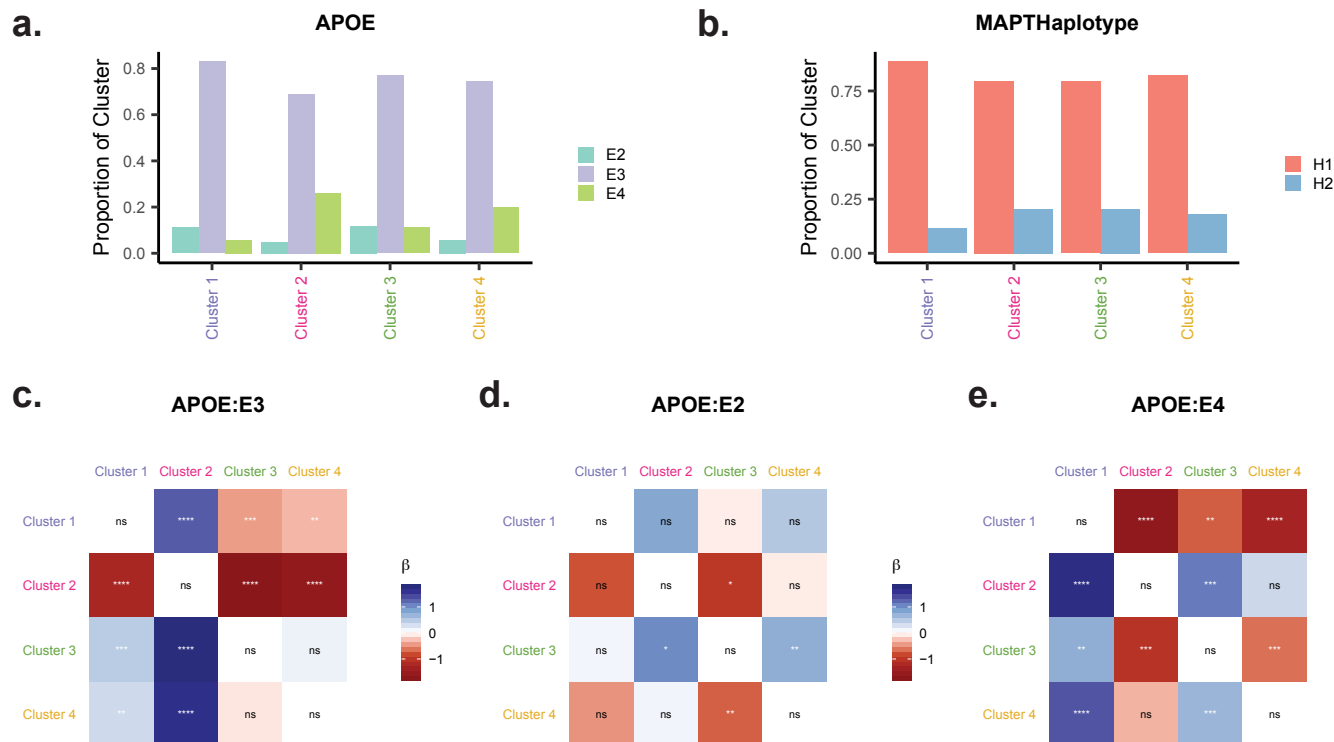 a.
APOE
Proportion of Cluster
0.8
0.6
0.4
0.2
0.0
Cluster 1
Cluster 2
Cluster 3
Cluster 4
E2
E3
E4
b.
MAPTHaplotype
Proportion of Cluster
0.75
0.50
0.25
0.00
Cluster 1
Cluster 2
Cluster 3
Cluster 4
H1
H2
c.
APOE:E3
Cluster 1 Cluster 2 Cluster 3 Cluster 4
Cluster 1 ns **** *** **
Cluster 2 **** ns **** ****
Cluster 3 *** **** ns ns
Cluster 4 ** **** ns ns
β
1
0
−1
d.
APOE:E2
Cluster 1 Cluster 2 Cluster 3 Cluster 4
Cluster 1 ns ns ns ns
Cluster 2 ns ns * ns
Cluster 3 ns * ns **
Cluster 4 ns ns ** ns
β
1
0
−1
e.
APOE:E4
Cluster 1 Cluster 2 Cluster 3 Cluster 4
Cluster 1 ns **** ** ****
Cluster 2 **** ns *** ns
Cluster 3 ** *** ns ***
Cluster 4 **** ns *** ns